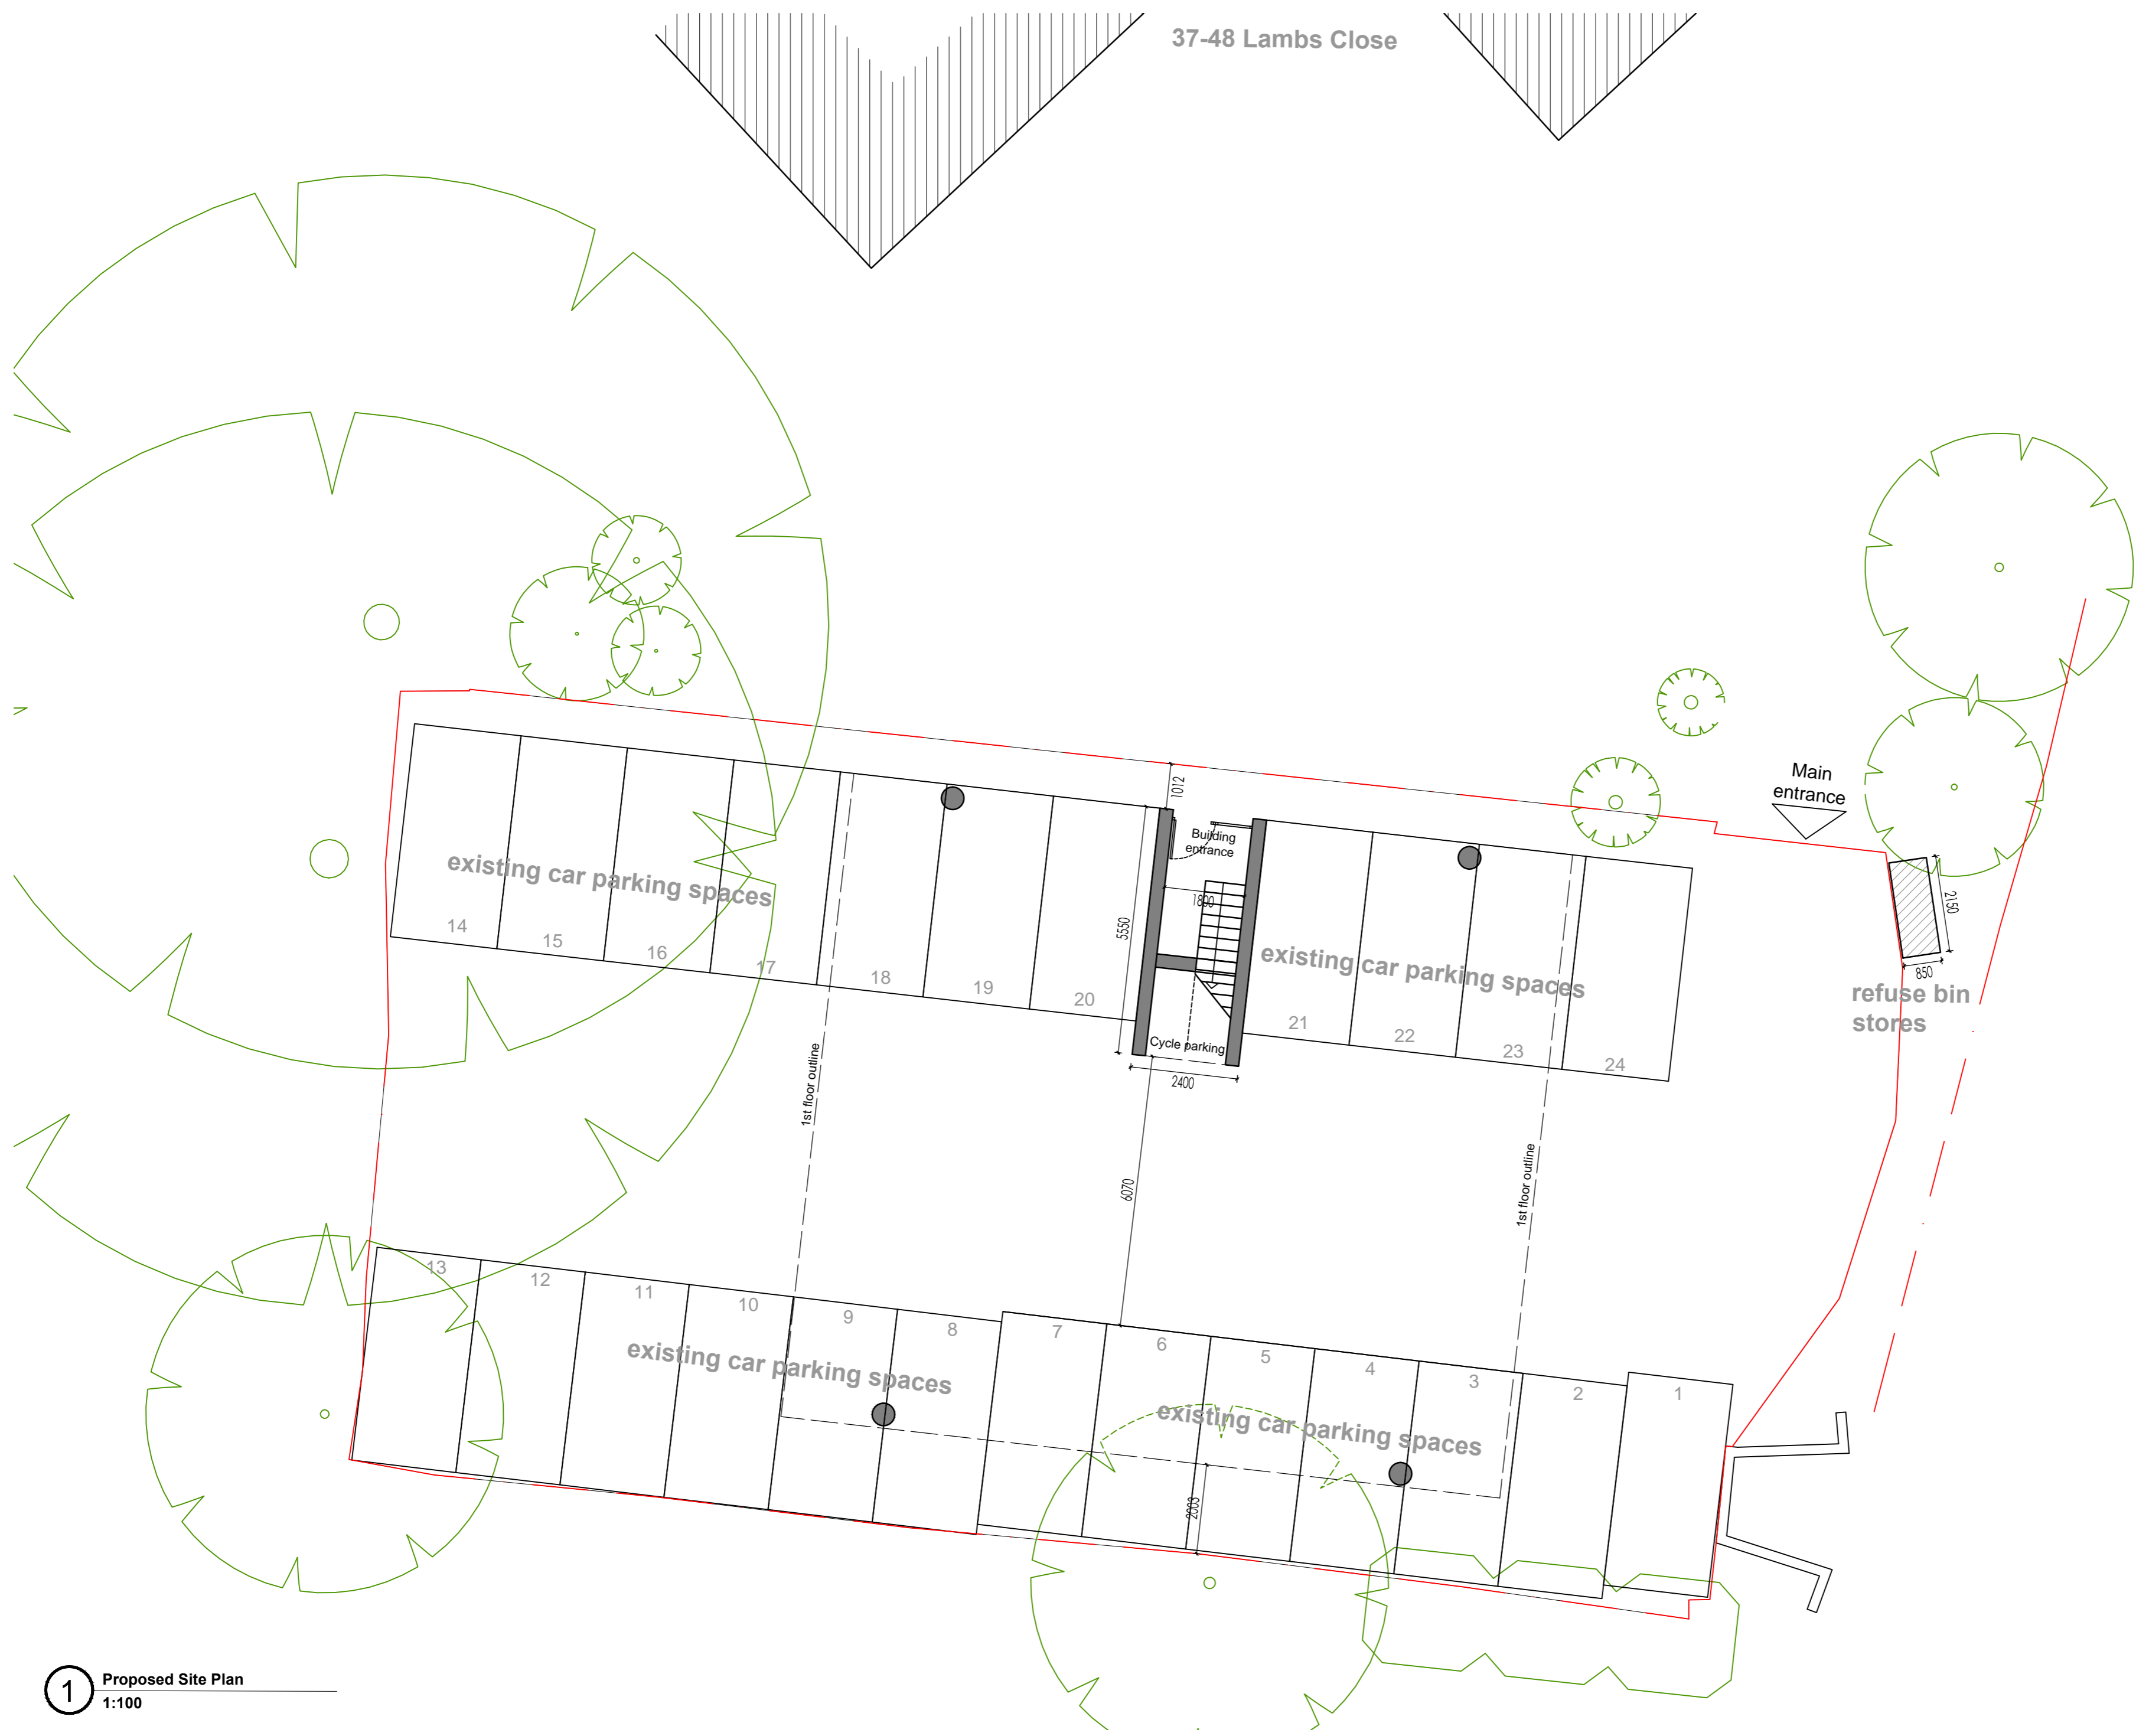 37-48 Lambs Close
Main
entrance
1012
Building
entrance
existing car parking spaces
1800
5550
2150
850
14
15
16
17
18
19
20
existing car parking spaces
21
22
23
24
refuse bin
stores
Cycle parking
2400
1st floor outline
1st floor outline
6070
13
12
11
10
9
8
7
6
5
4
3
2
1
existing car parking spaces
existing car parking spaces
2003
1
Proposed Site Plan
1:100